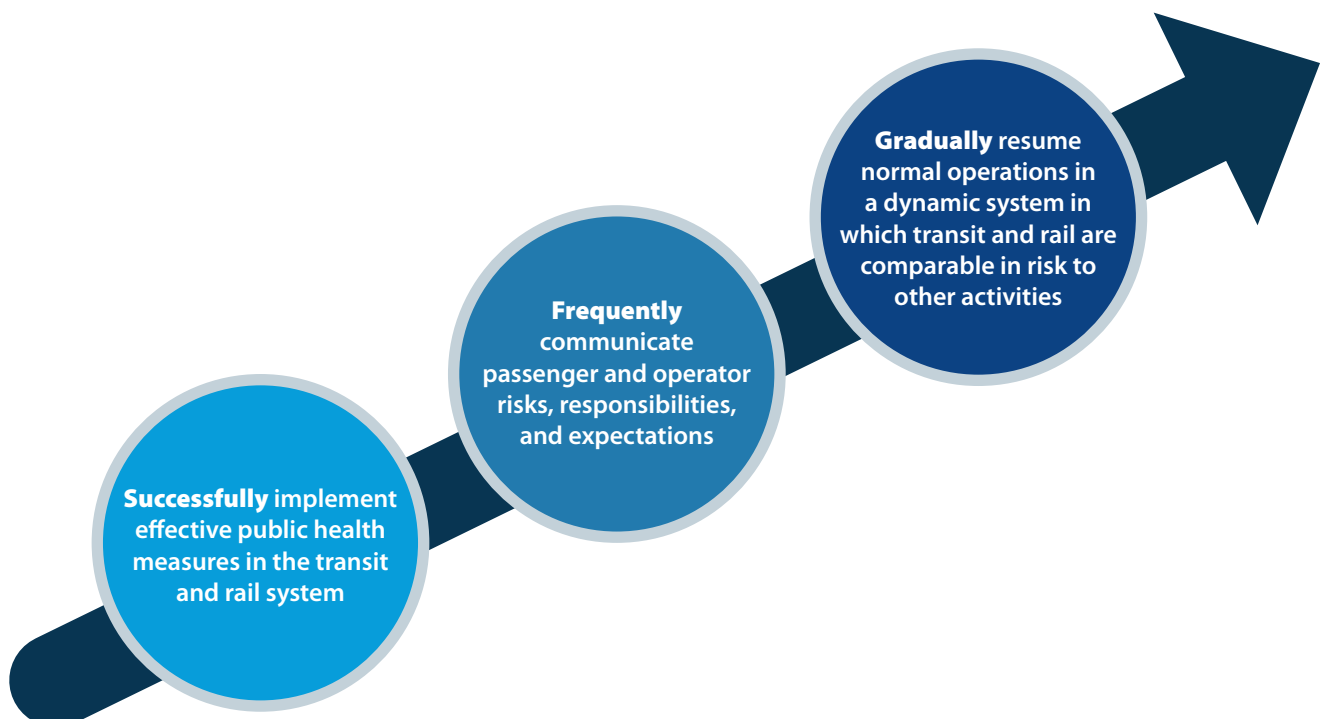 Successfully implement
effective public health
measures in the transit
and rail system
Frequently
communicate
passenger and operator
risks, responsibilities,
and expectations
Gradually resume
normal operations in
a dynamic system in
which transit and rail are
comparable in risk to
other activities